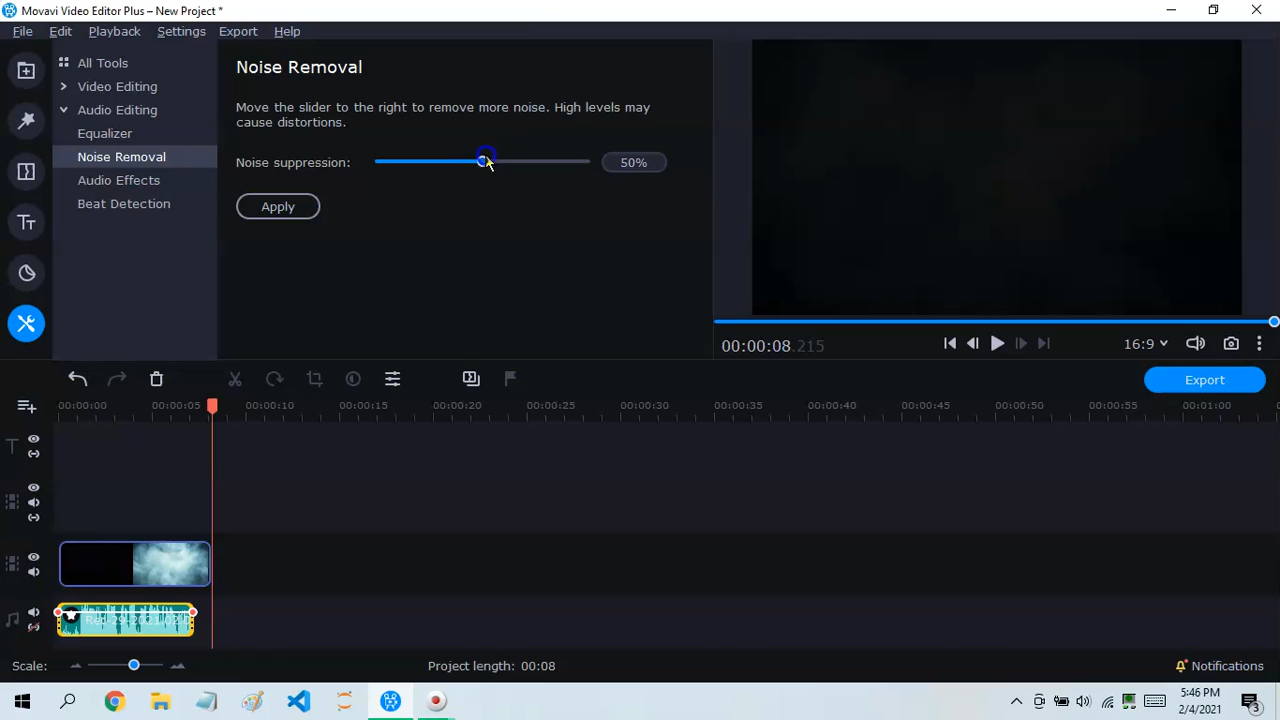 Movavi Video Editor Plus – New Project *
File Edit Playback Settings Export Help
All Tools
Video Editing
Audio Editing
Equalizer
Noise Removal
Audio Effects
Beat Detection
Noise Removal
Move the slider to the right to remove more noise. High levels may
cause distortions.
Noise suppression: 50%
Apply
00:00:08.215
16:9
Export
00:00:00 00:00:05 00:00:10 00:00:15 00:00:20 00:00:25 00:00:30 00:00:35 00:00:40 00:00:45 00:00:50 00:00:55 00:01:00
Scale:
Project length: 00:08
Notifications
5:46 PM
2/4/2021
3